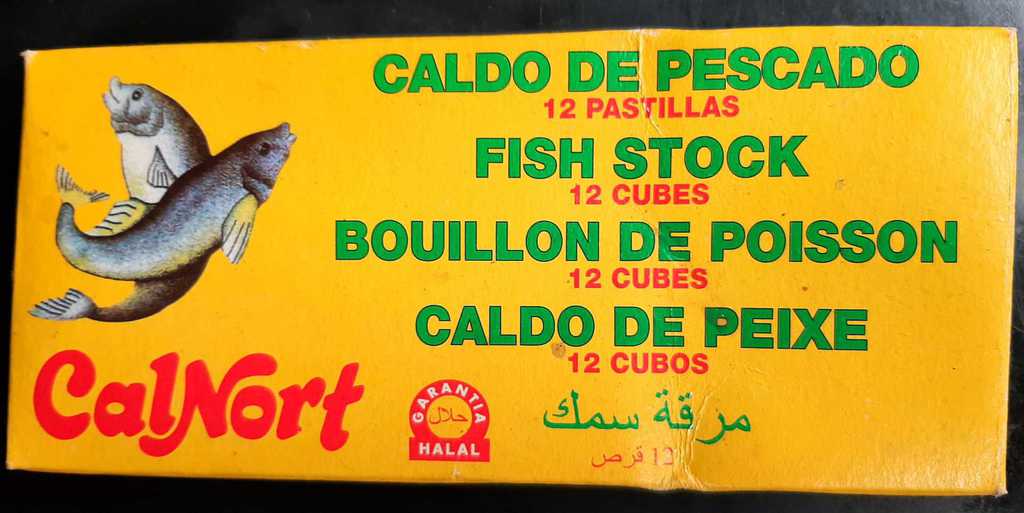 CALDO DE PESCADO
12 PASTILLAS
FISH STOCK
12 CUBES
BOUILLON DE POISSON
12 CUBES
CALDO DE PEIXE
12 CUBOS
مرقة سمك
12 قرص
CalNort
GARANTIA
حلال
HALAL